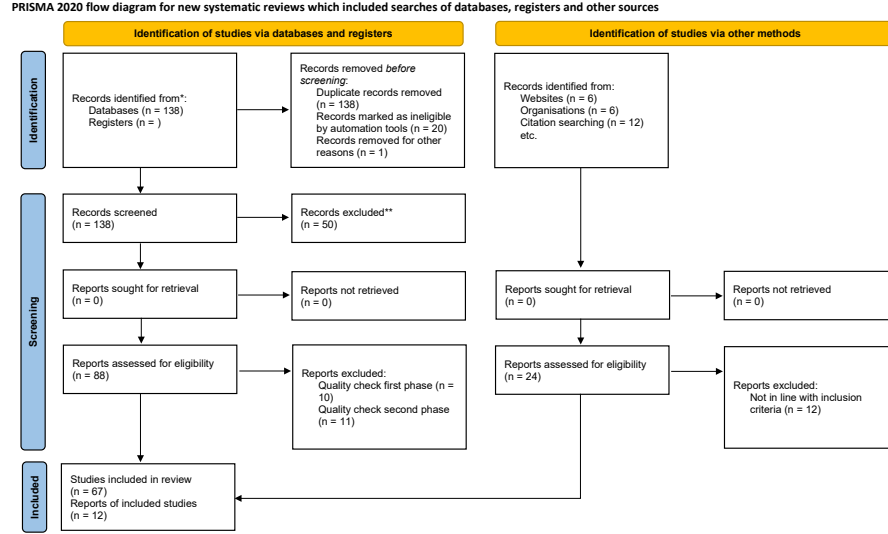 PRISMA 2020 flow diagram for new systematic reviews which included searches of databases, registers and other sources
Identification of studies via databases and registers
Identification of studies via other methods
Identification
Records identified from*:
Databases (n = 138)
Registers (n = )
Records removed before
screening:
Duplicate records removed
(n = 138)
Records marked as ineligible
by automation tools (n = 20)
Records removed for other
reasons (n = 1)
Records identified from:
Websites (n = 6)
Organisations (n = 6)
Citation searching (n = 12)
etc.
Screening
Records screened
(n = 138)
Records excluded**
(n = 50)
Reports sought for retrieval
(n = 0)
Reports not retrieved
(n = 0)
Reports sought for retrieval
(n = 0)
Reports not retrieved
(n = 0)
Reports assessed for eligibility
(n = 88)
Reports excluded:
Quality check first phase (n =
10)
Quality check second phase
(n = 11)
Reports assessed for eligibility
(n = 24)
Reports excluded:
Not in line with inclusion
criteria (n = 12)
Included
Studies included in review
(n = 67)
Reports of included studies
(n = 12)